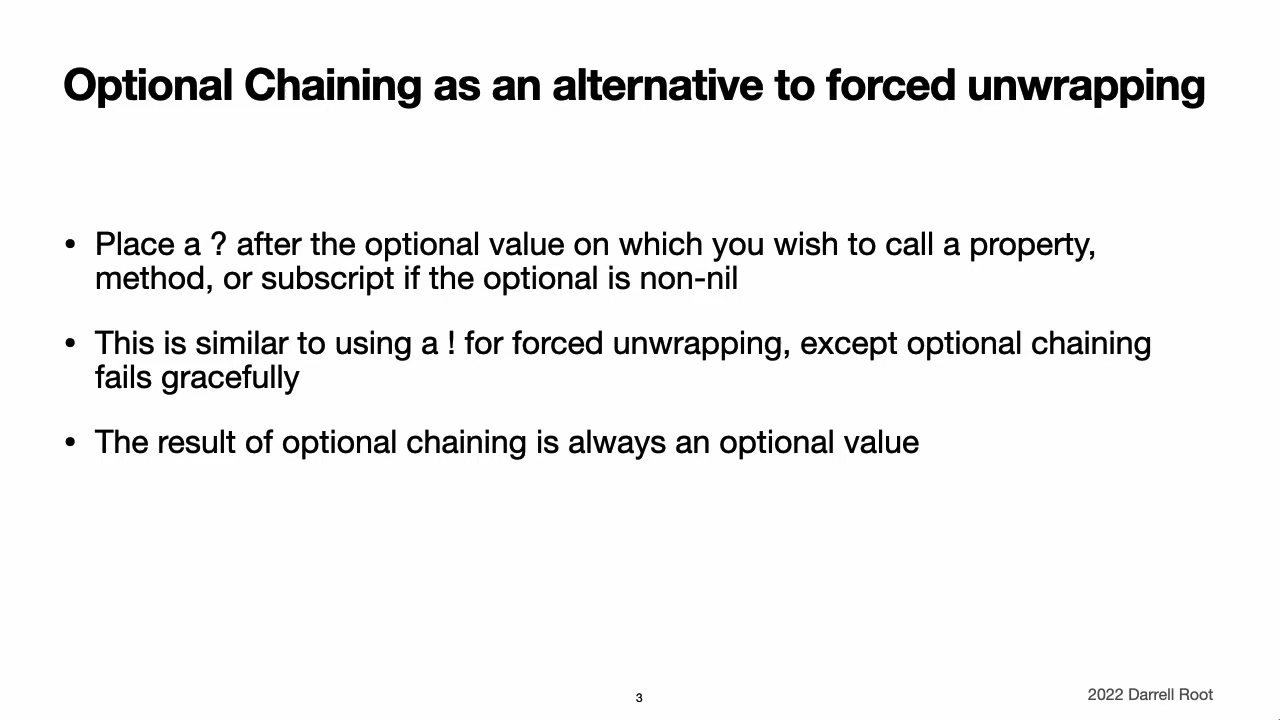 Optional Chaining as an alternative to forced unwrapping
• Place a ? after the optional value on which you wish to call a property,
method, or subscript if the optional is non-nil
• This is similar to using a ! for forced unwrapping, except optional chaining
fails gracefully
• The result of optional chaining is always an optional value
3
2022 Darrell Root